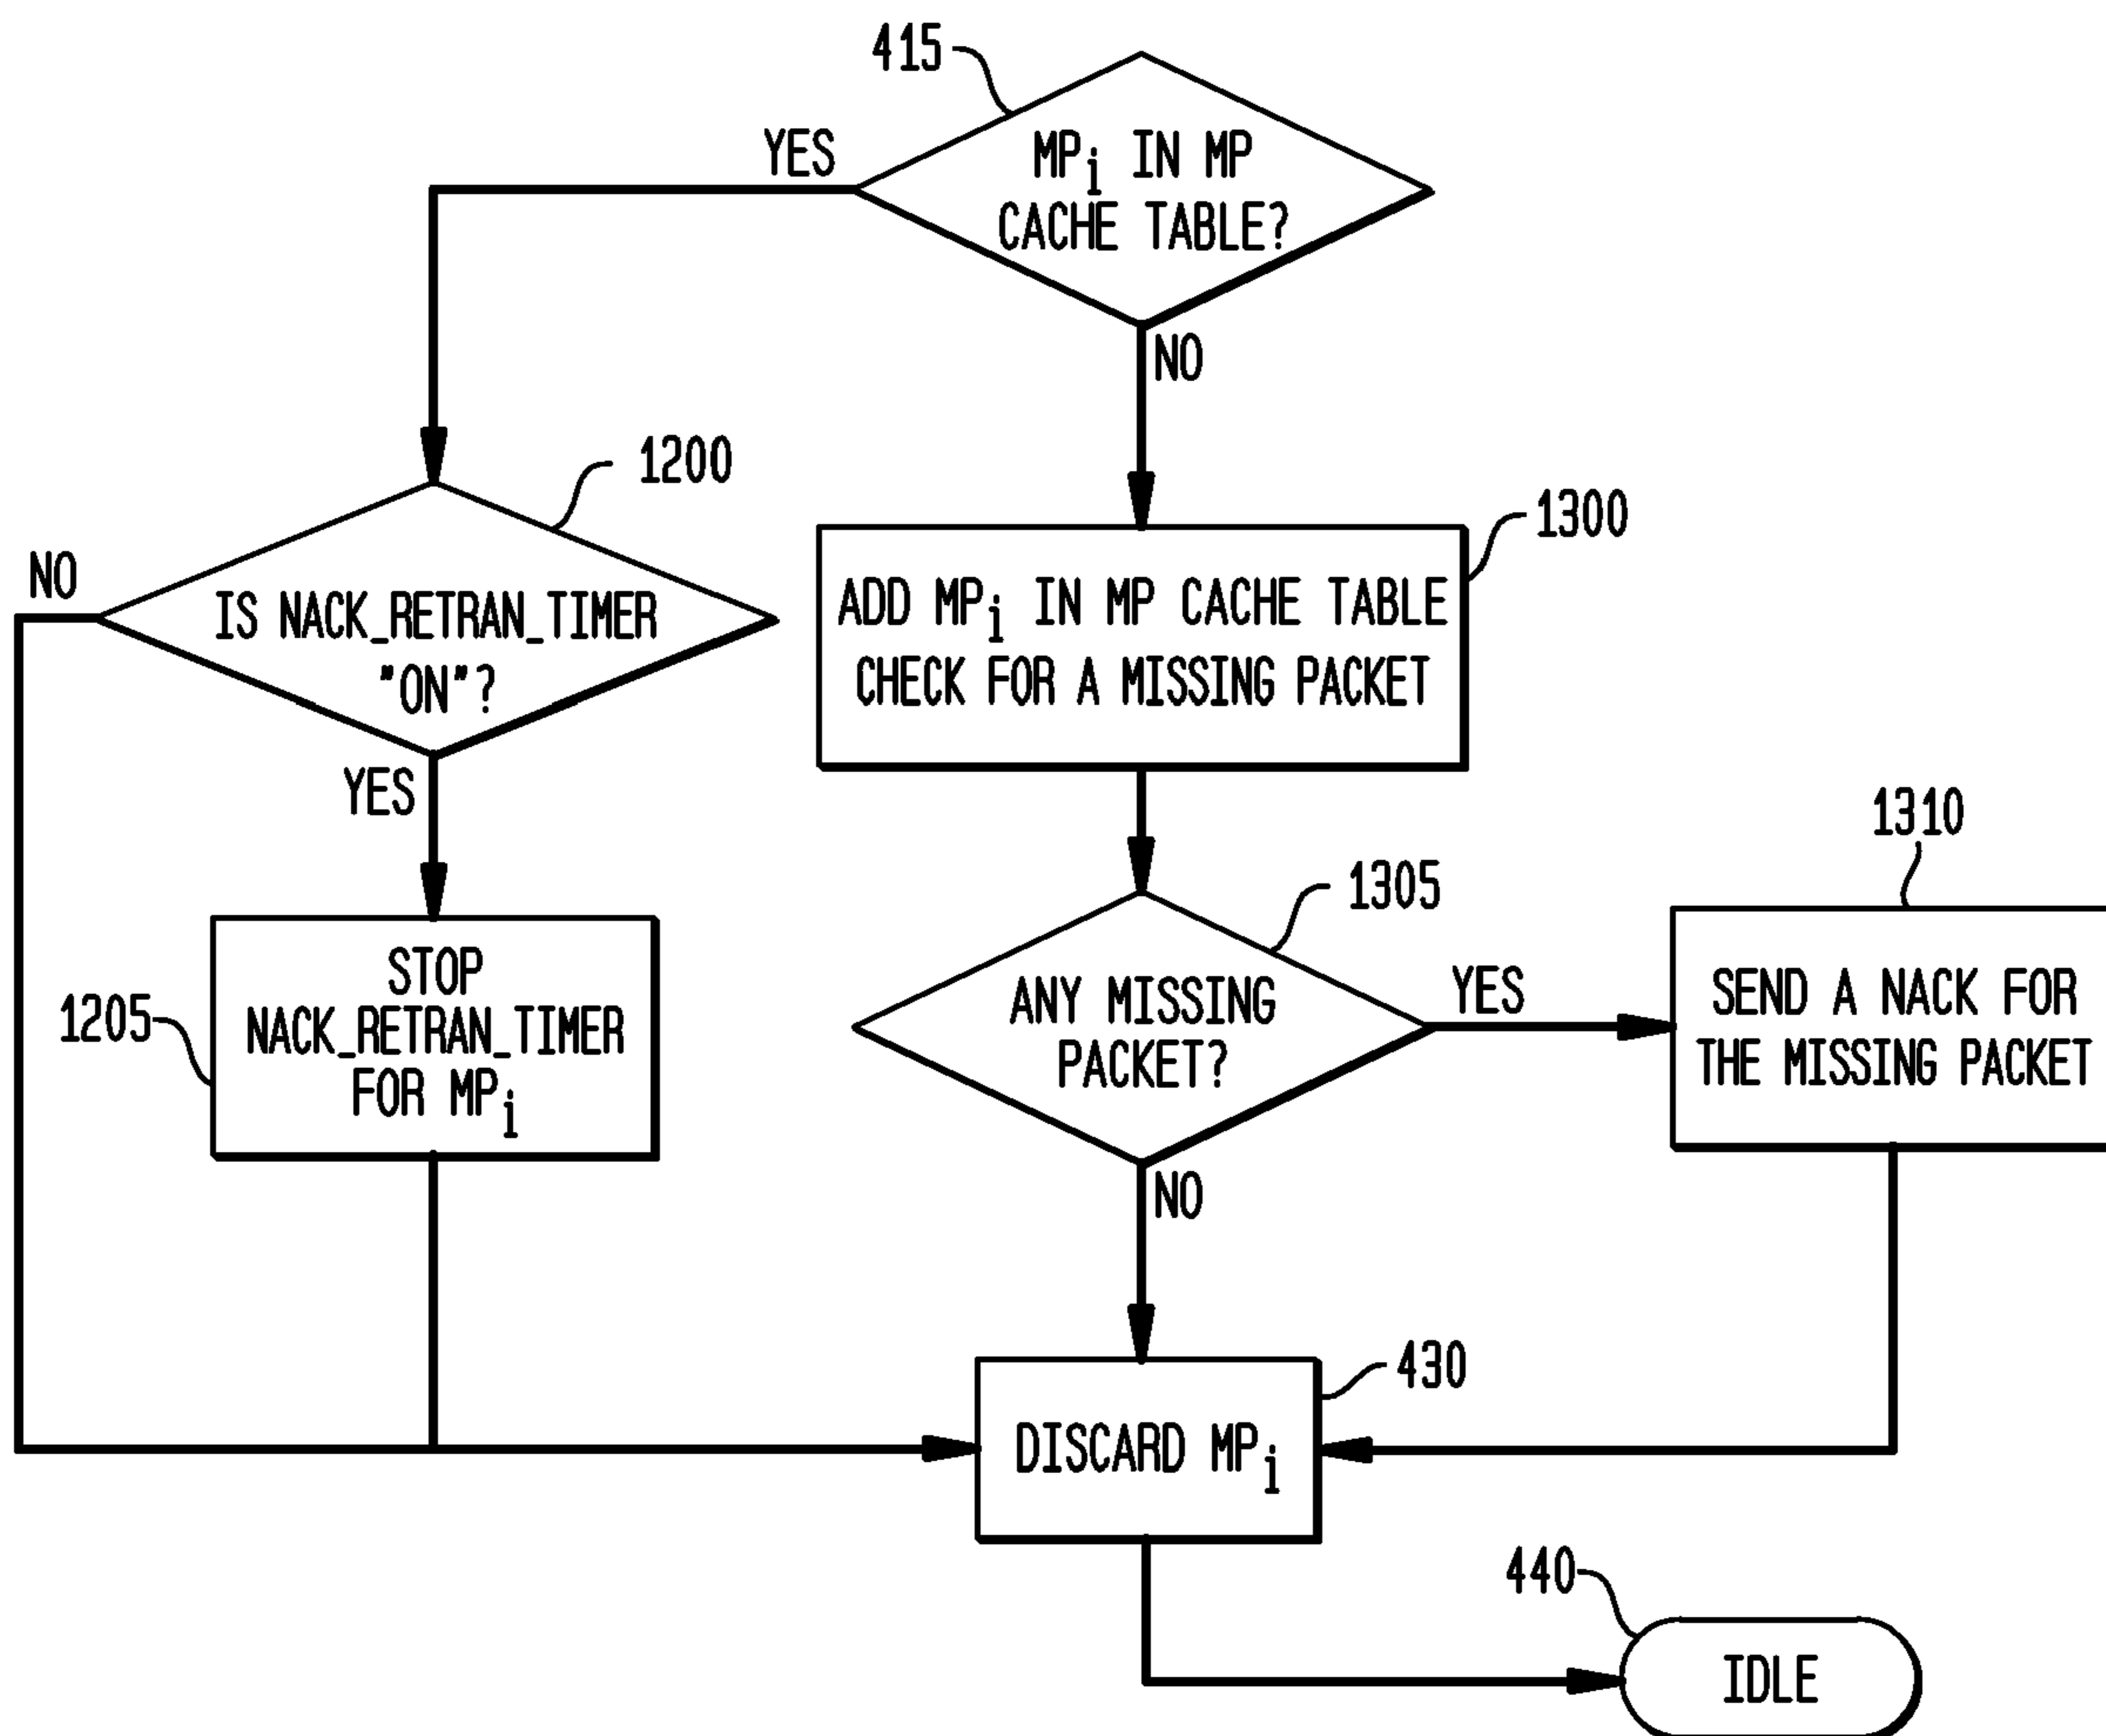 415
MPi IN MP
CACHE TABLE?
YES
NO
1200
IS NACK_RETRAN_TIMER
"ON"?
NO
YES
1300
ADD MPi IN MP CACHE TABLE
CHECK FOR A MISSING PACKET
1205
STOP
NACK_RETRAN_TIMER
FOR MPi
1305
ANY MISSING
PACKET?
YES
NO
1310
SEND A NACK FOR
THE MISSING PACKET
430
DISCARD MPi
440
IDLE